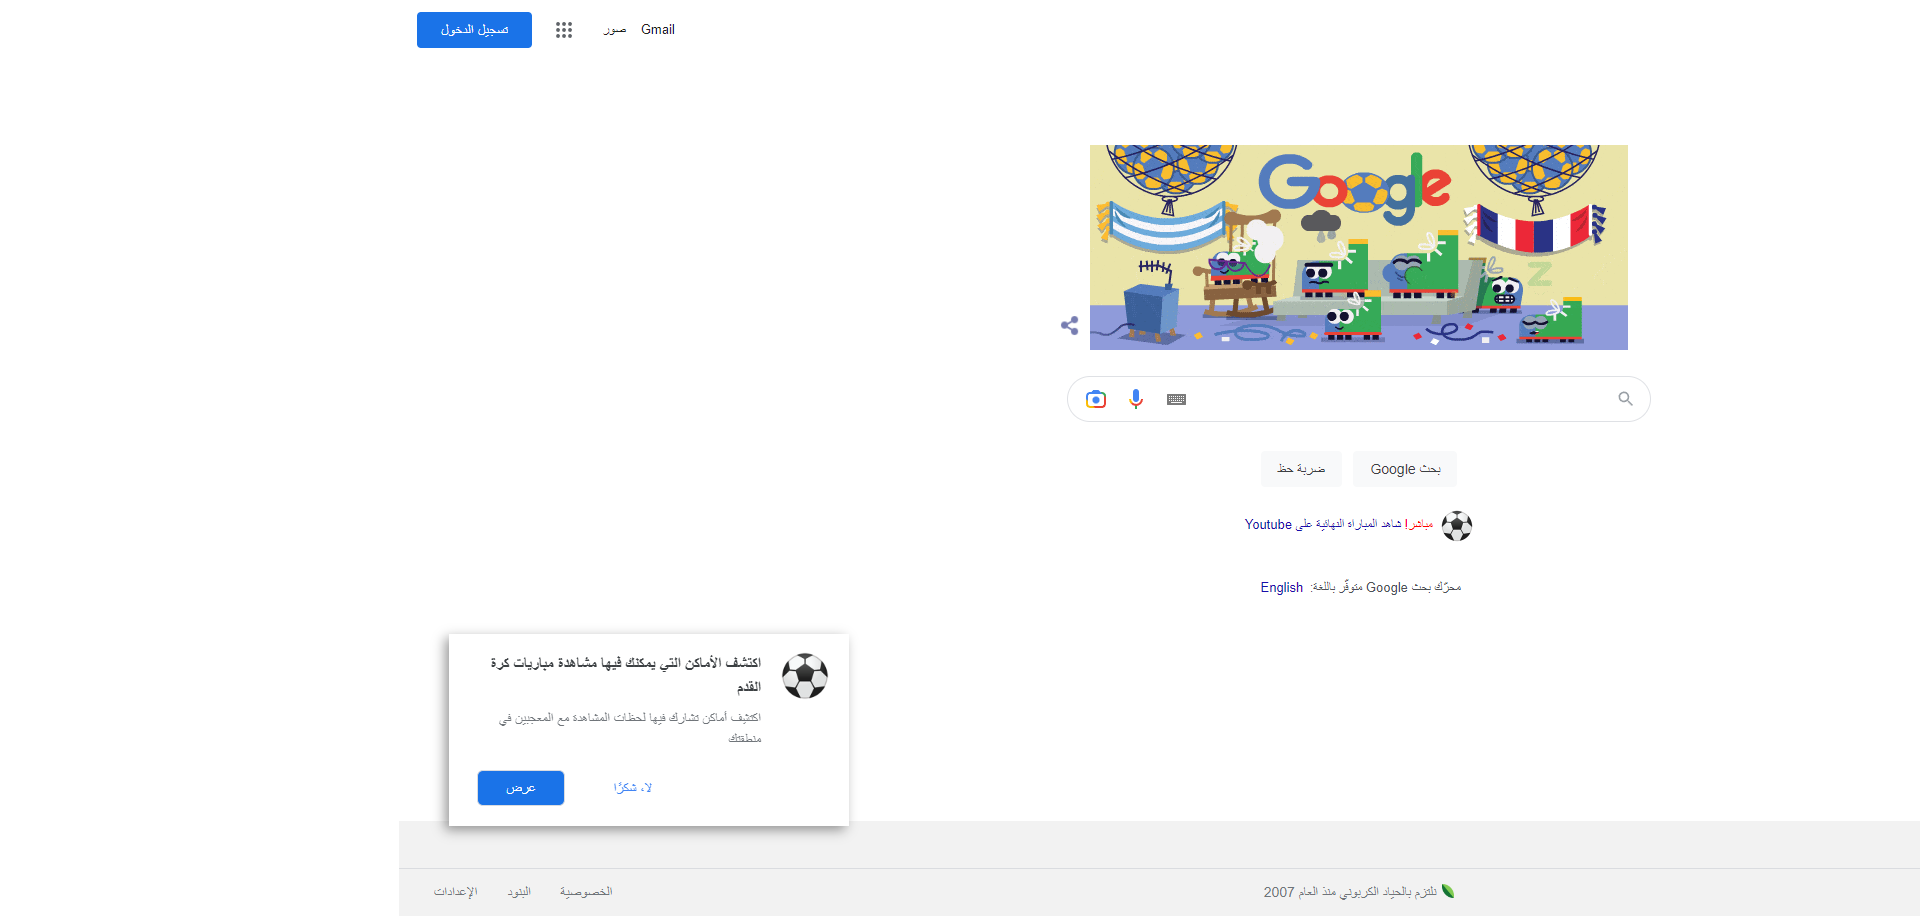 Gmail
صور
تسجيل الدخول
Google
Z
بحث Google
ضربة حظ
مباشر! شاهد المباراة النهائية على Youtube
محرّك بحث Google متوفّر باللغة: English
اكتشف الأماكن التي يمكنك فيها مشاهدة مباريات كرة
القدم
اكتشِف أماكن تشارك فيها لحظات المشاهدة مع المعجبين في
منطقتك
لا، شكرًا
عرض
نلتزم بالحياد الكربوني منذ العام 2007
الخصوصية
البنود
الإعدادات